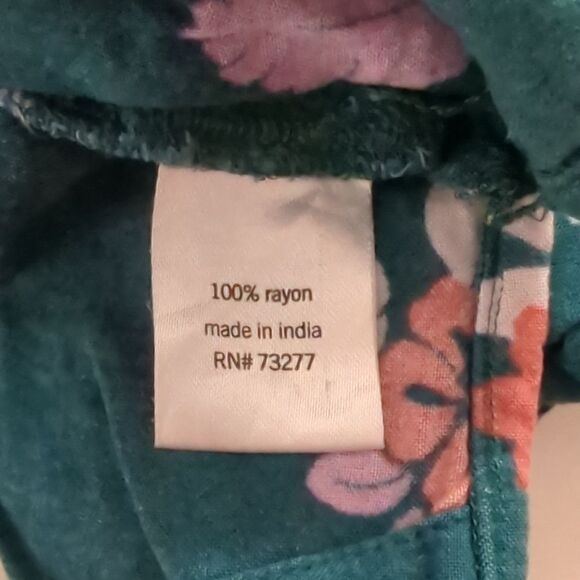 100% rayon
made in india
RN# 73277